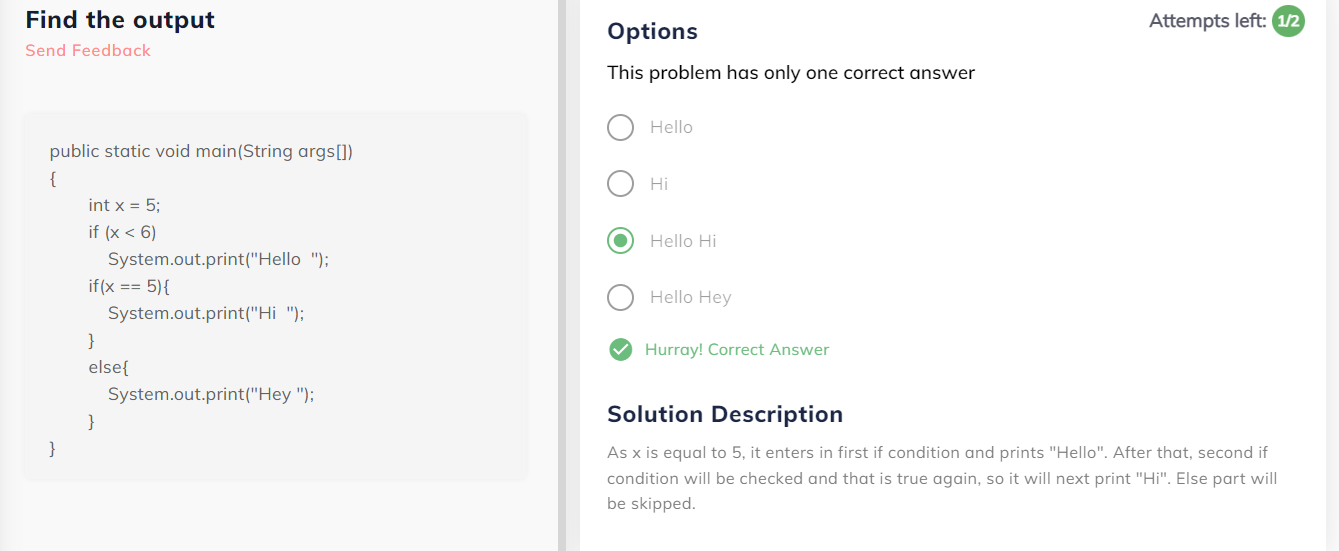 Find the output
Send Feedback
public static void main(String args[])
{
int x = 5;
if (x < 6)
System.out.print("Hello  ");
if(x == 5){
System.out.print("Hi  ");
}
else{
System.out.print("Hey ");
}
}
Options
Attempts left: 1/2
This problem has only one correct answer
Hello
Hi
Hello Hi
Hello Hey
Hurray! Correct Answer
Solution Description
As x is equal to 5, it enters in first if condition and prints "Hello". After that, second if
condition will be checked and that is true again, so it will next print "Hi". Else part will
be skipped.